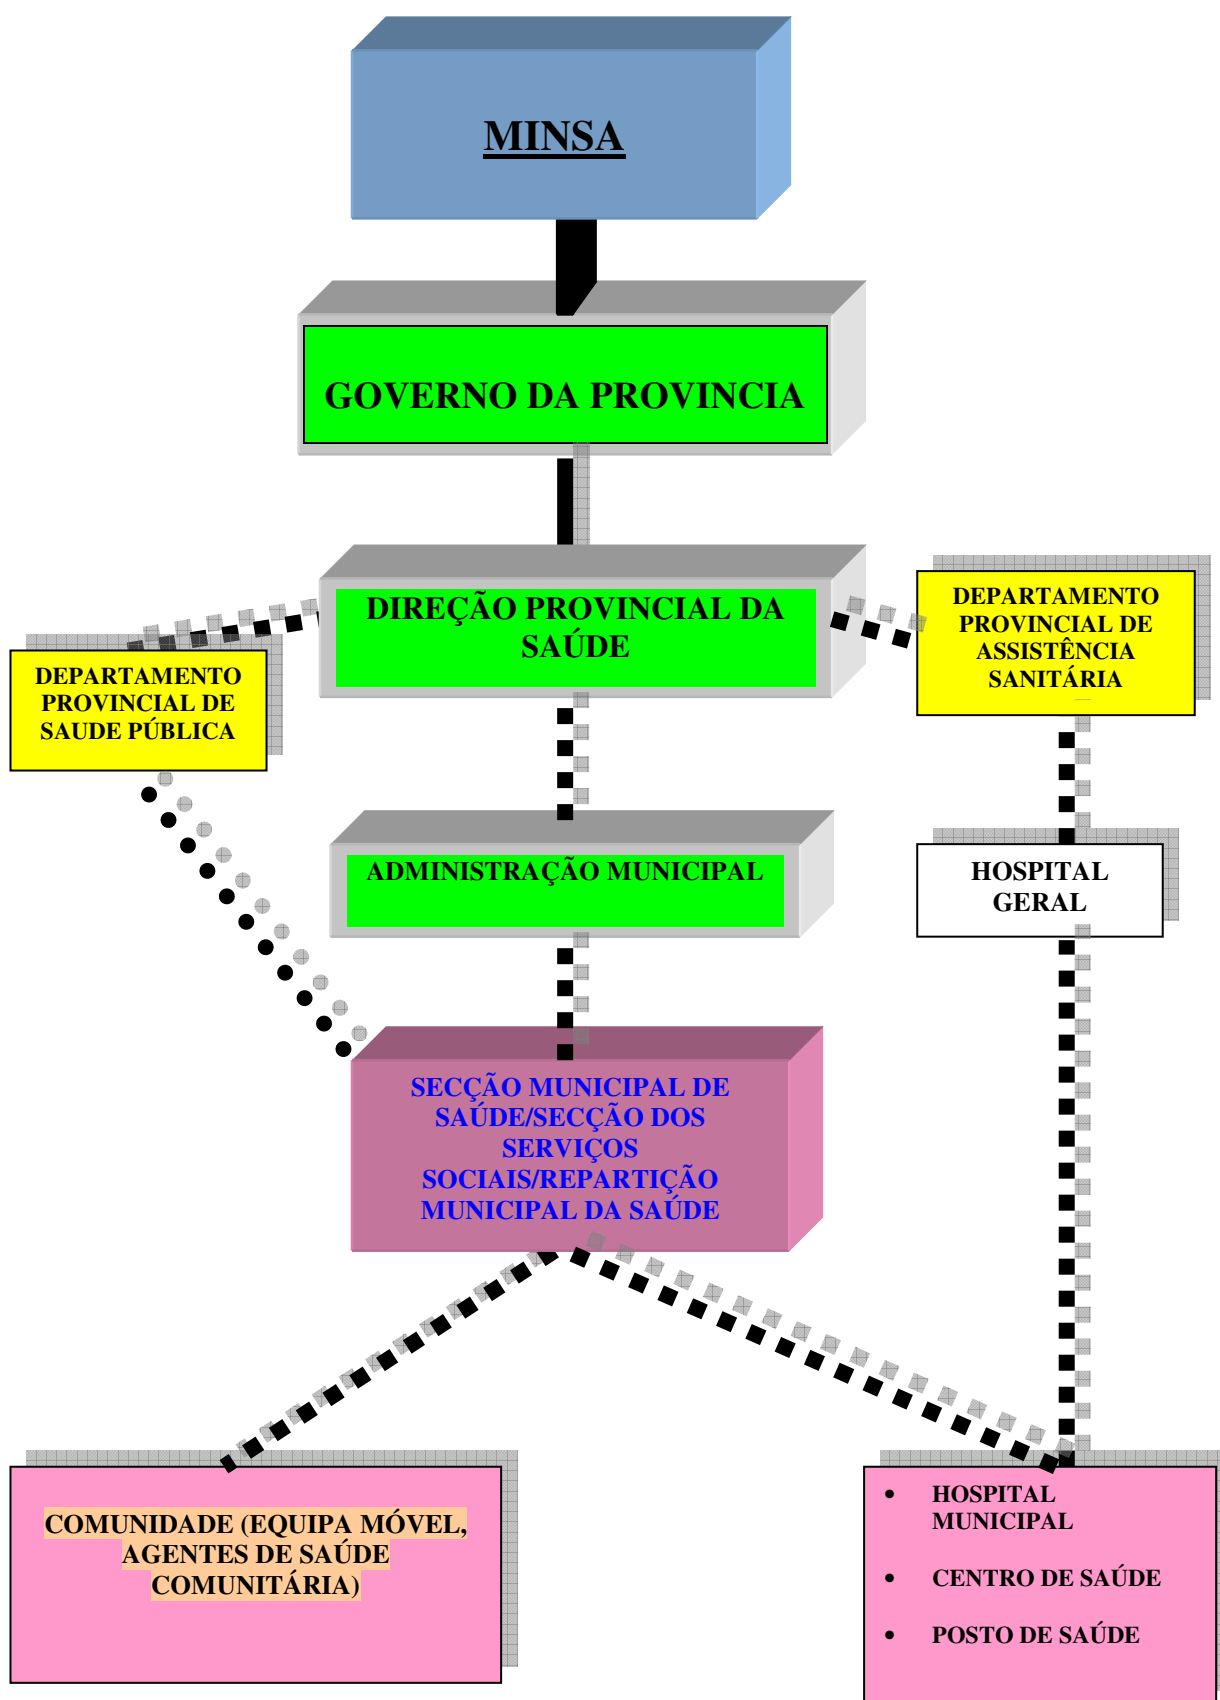 MINSA
GOVERNO DA PROVINCIA
DIREÇÃO PROVINCIAL DA
SAÚDE
DEPARTAMENTO
PROVINCIAL DE
ASSISTÊNCIA
SANITÁRIA
DEPARTAMENTO
PROVINCIAL DE
SAUDE PÚBLICA
ADMINISTRAÇÃO MUNICIPAL
HOSPITAL
GERAL
SECÇÃO MUNICIPAL DE
SAÚDE/SECÇÃO DOS
SERVIÇOS
SOCIAIS/REPARTIÇÃO
MUNICIPAL DA SAÚDE
COMUNIDADE (EQUIPA MÓVEL,
AGENTES DE SAÚDE
COMUNITÁRIA)
• HOSPITAL
MUNICIPAL
• CENTRO DE SAÚDE
• POSTO DE SAÚDE